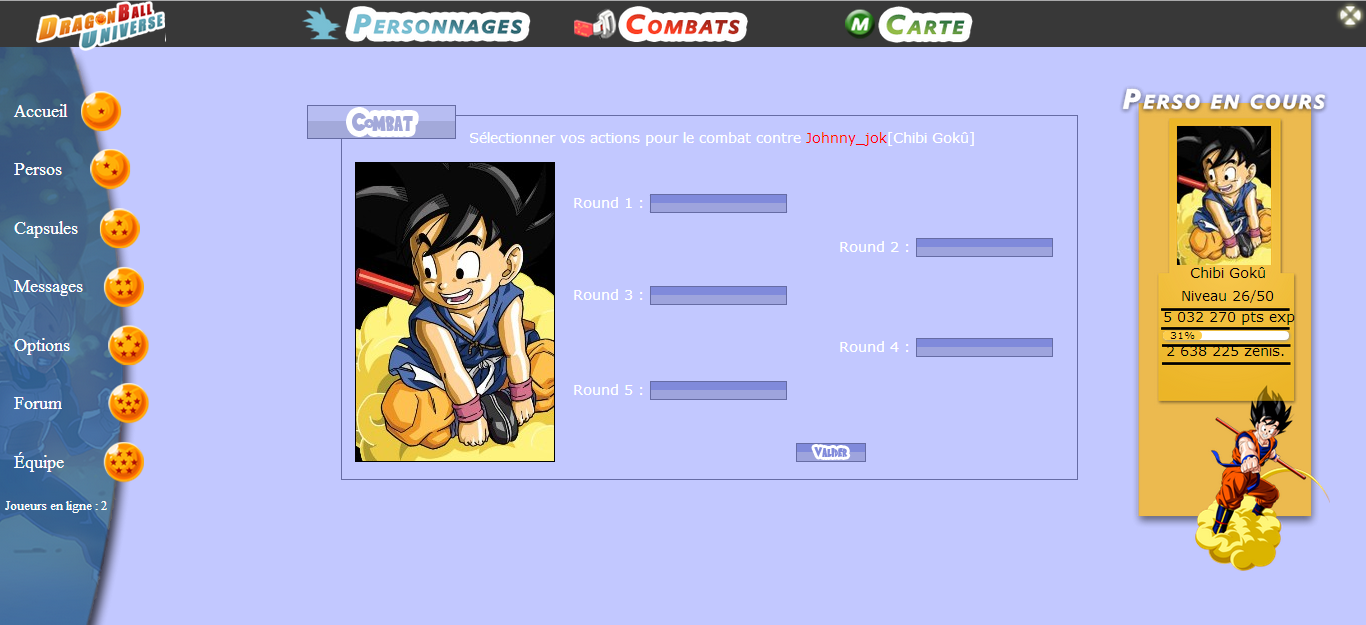 DRAGON BALL UNIVERSE
PERSONNAGES
COMBATS
M CARTE
Accueil
Persos
Capsules
Messages
Options
Forum
Équipe
Joueurs en ligne : 2
COMBAT
Sélectionner vos actions pour le combat contre Johnny_jok[Chibi Gokû]
Round 1 :
Round 2 :
Round 3 :
Round 4 :
Round 5 :
VALIDER
PERSO EN COURS
Chibi Gokû
Niveau 26/50
5 032 270 pts exp
31%
2 638 225 zenis.